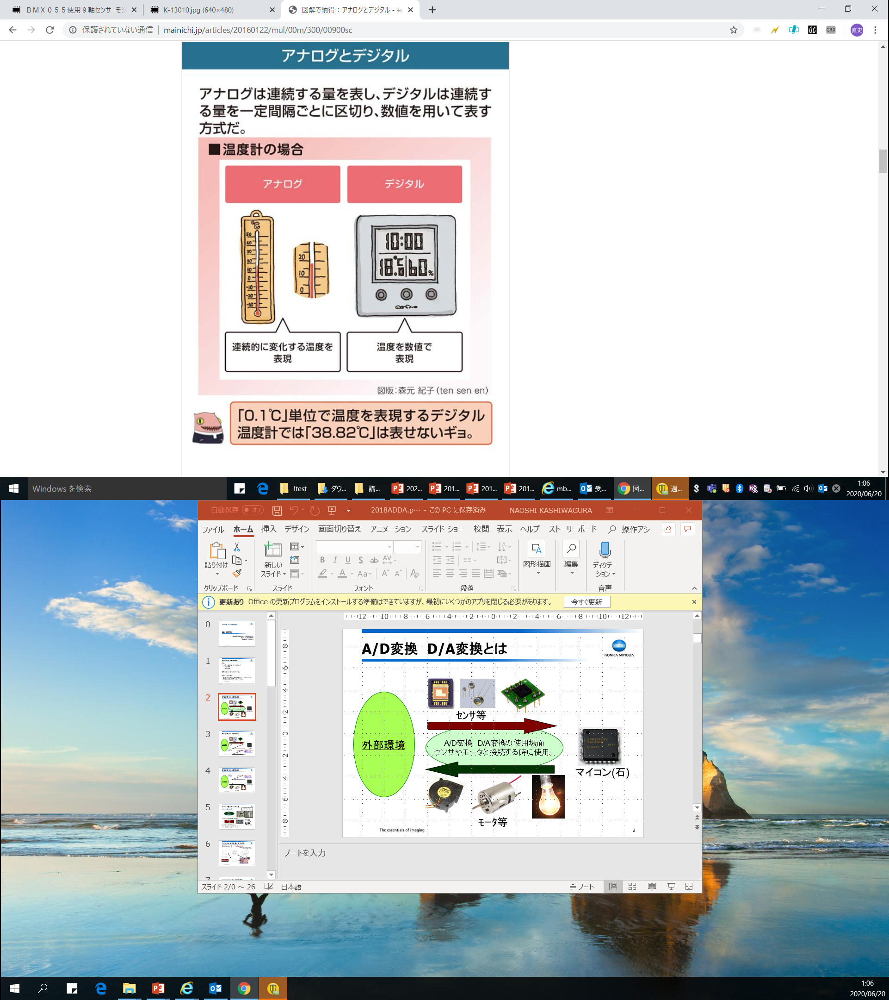 ＢＭＸ０５５使用９軸センサーモジ
K-13010.jpg (640×480)
図解で納得：アナログとデジタル - 毎
保護されていない通信
mainichi.jp/articles/20160122/mul/00m/300/00900sc
CRX
直史
アナログとデジタル
アナログは連続する量を表し、デジタルは連続す
る量を一定間隔ごとに区切り、数値を用いて表す
方式だ。
■温度計の場合
アナログ
デジタル
℃
50
40
30
20
10
0
-10
-20
-30
20
10
0
10:00
18.5℃
60%
連続的に変化する温度を
表現
温度を数値で
表現
図版：森元 紀子（ten sen en）
「0.1℃」単位で温度を表現するデジタル
温度計では「38.82℃」は表せないギョ。
Windows を検索
!test
ダウ...
講...
202...
201...
201...
201...
mb...
受...
図...
週...
1:06
2020/06/20
自動保存
オフ
2018ADDA.p… - この PC に保存済み
NAOSHI KASHIWAGURA
ファイル
ホーム
挿入
デザイン
画面切り替え
アニメーション
スライド ショー
校閲
表示
ヘルプ
ストーリーボード
操作アシ
貼り付け
新しい
スライド
B I U S ab AV
A Aa A A
図形描画
編集
ディクテー
ション
クリップボード
スライド
フォント
段落
音声
更新あり
Office の更新プログラムをインストールする準備はできていますが、最初にいくつかのアプリを閉じる必要があります。
今すぐ更新
12 10 8 6 4 2 0 2 4 6 8 10 12
8 6 4 2 0 2 4 6 8
0
1
2
3
4
5
6
7
A/D変換 D/A変換とは
KONICA MINOLTA
センサ等
外部環境
A/D変換、D/A変換の使用場面
センサやモータと接続する時に使用。
マイコン(石)
モータ等
The essentials of imaging
2
ノートを入力
スライド 2/0 ～ 26
日本語
ノート
1:06
2020/06/20